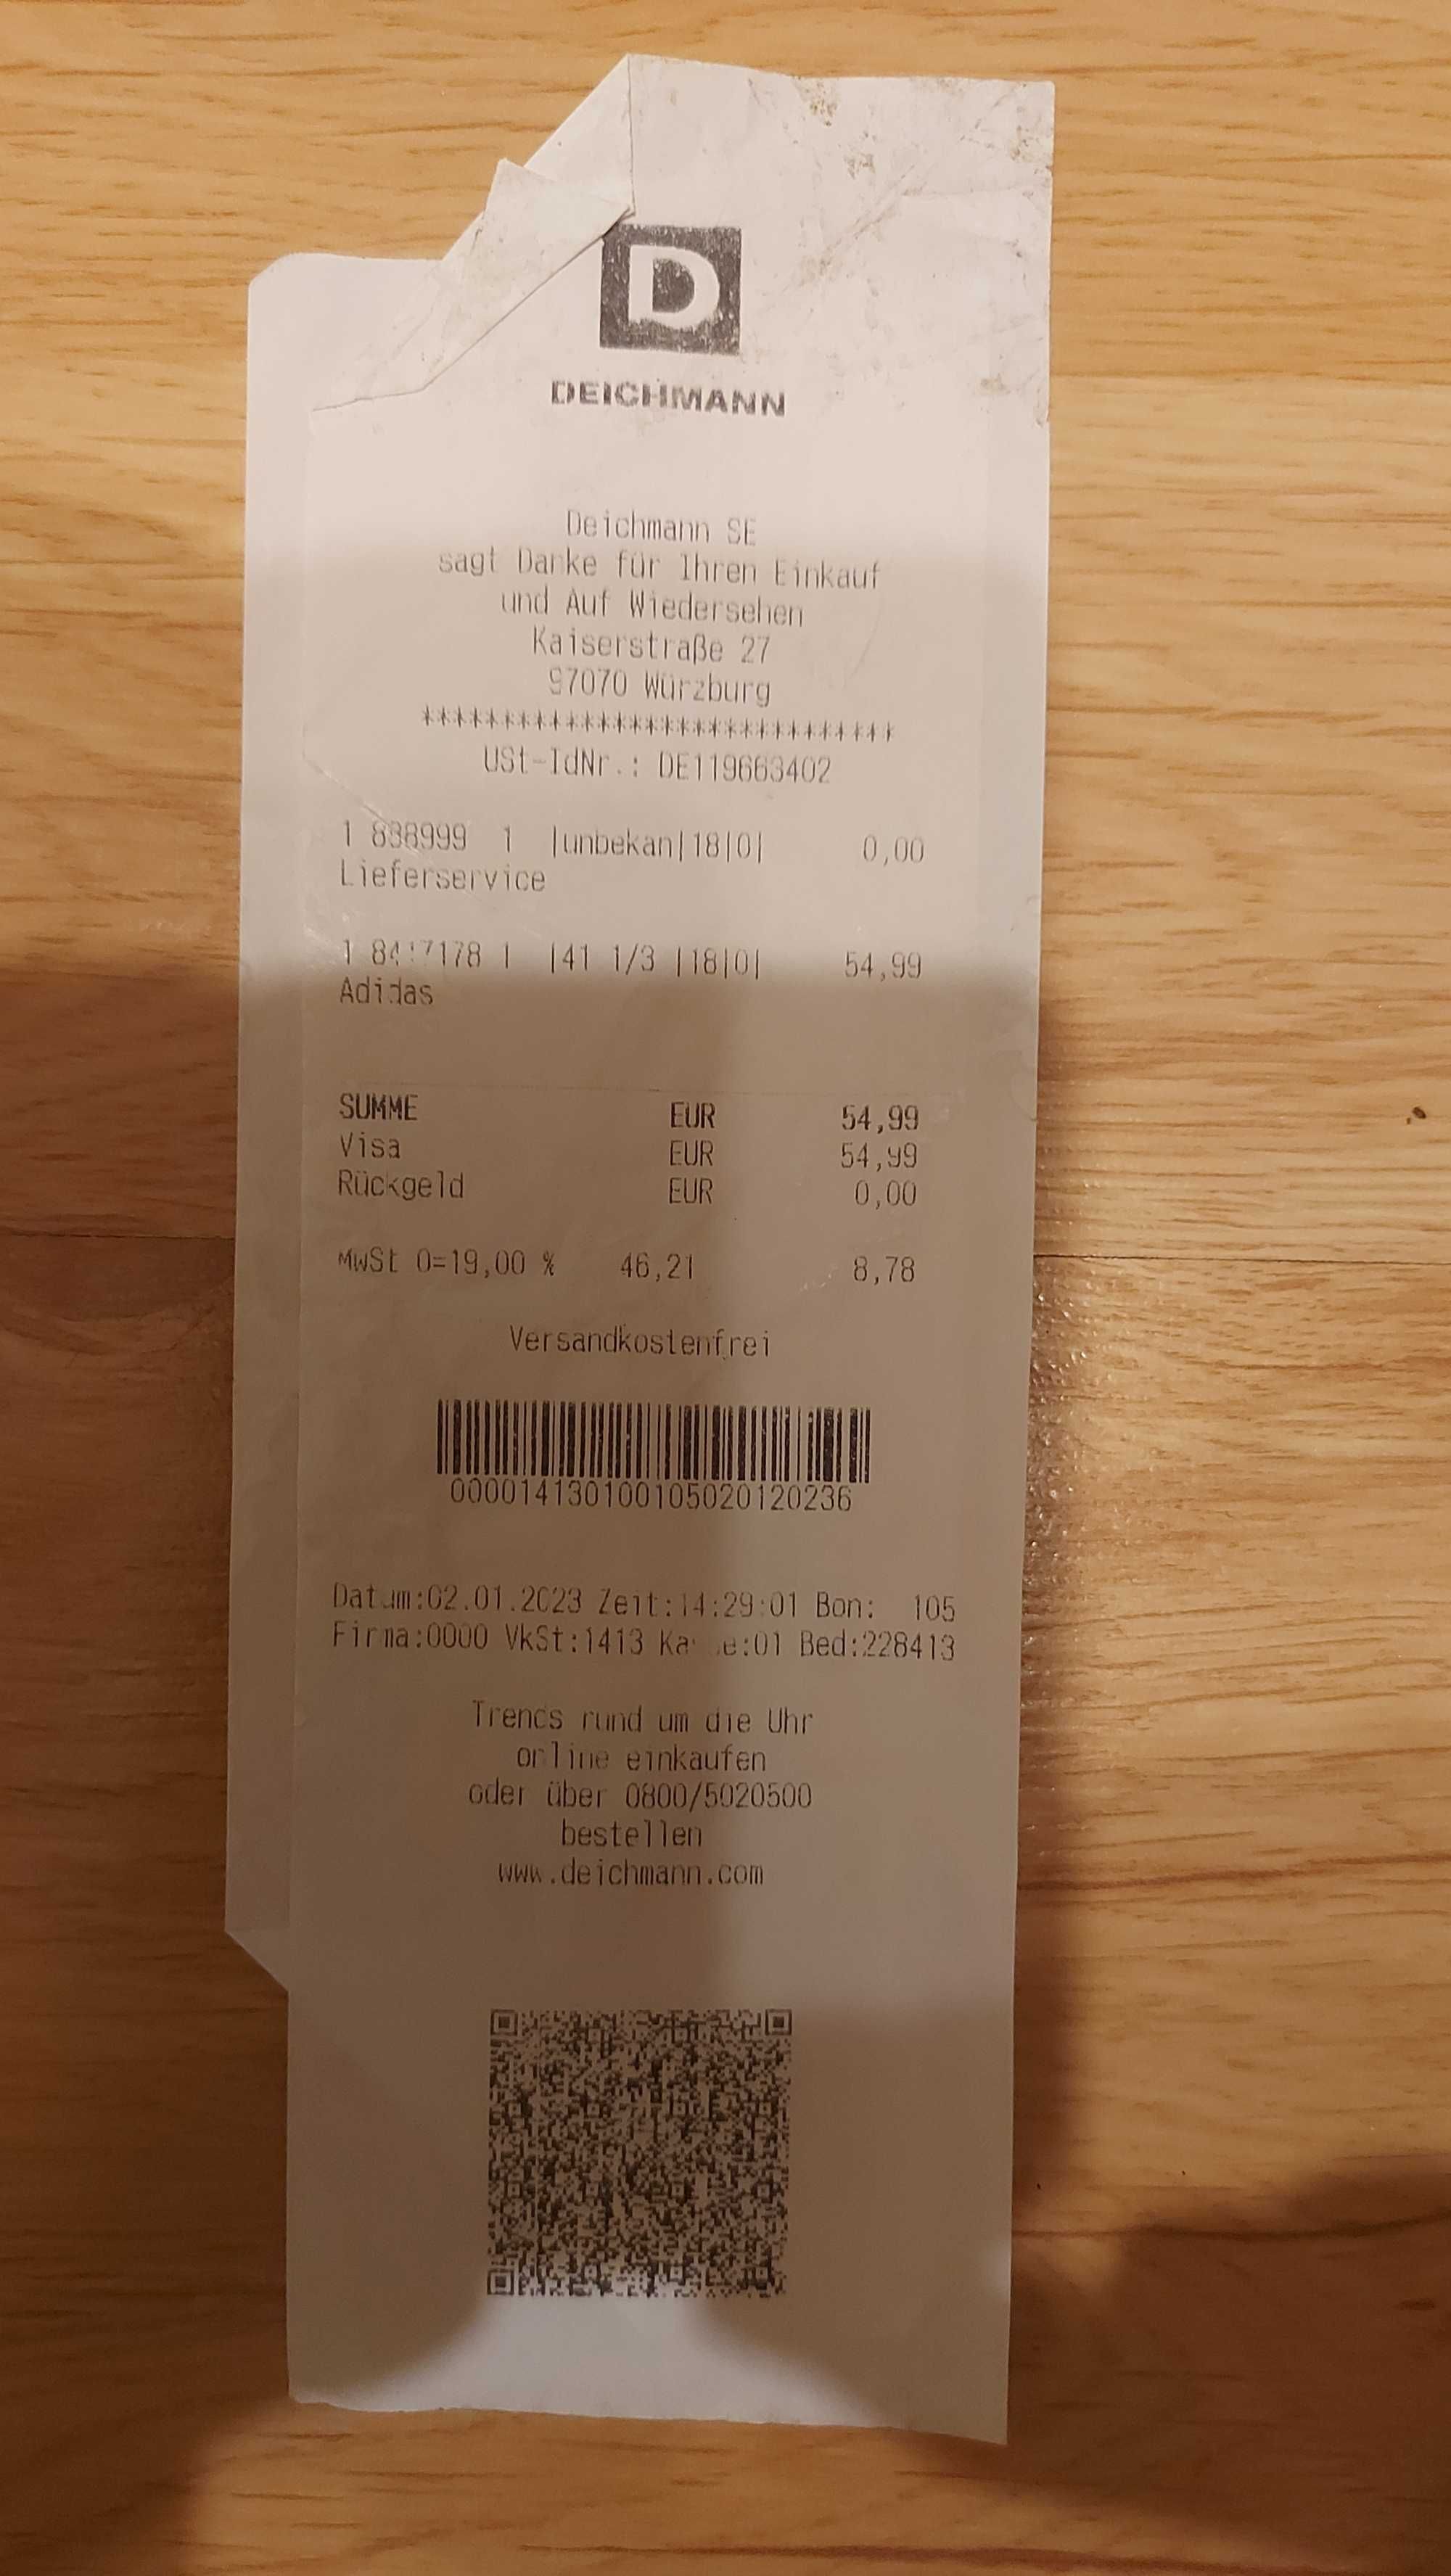 D
DEICHMANN
Deichmann SE
sagt Danke für Ihren Einkauf
und Auf Wiedersehen
Kaiserstraße 27
97070 Würzburg
******************************
USt-IdNr.: DE119663402
1 888999 1 |unbekan|18|0| 0,00
Lieferservice
1 1 |41 1/3 |18|0| 54,99
Adidas
SUMME EUR 54,99
Visa EUR 54,99
Rückgeld EUR 0,00
MwSt 0=19,00 % 46,21 8,78
Versandkostenfrei
000014130100105020120236
Datum:02.01.2023 Zeit:14:29:01 Bon: 105
Firma:0000 VkSt:1413 Kasse:01 Bed:228413
Trends rund um die Uhr
online einkaufen
oder über 0800/5020500
bestellen
www.deichmann.com